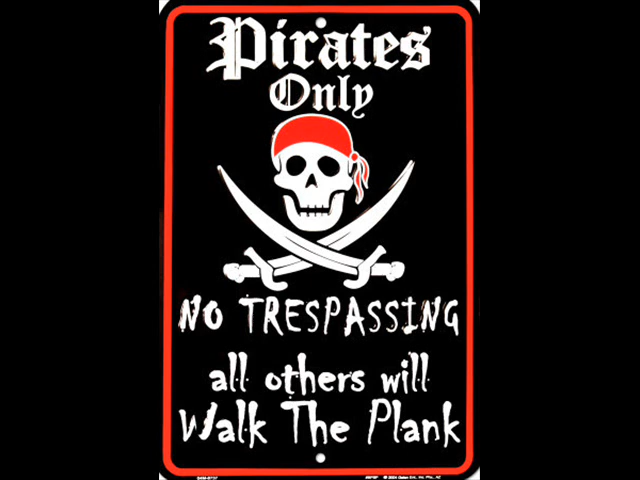 Pirates
Only
NO TRESPASSING
all others will
Walk The Plank